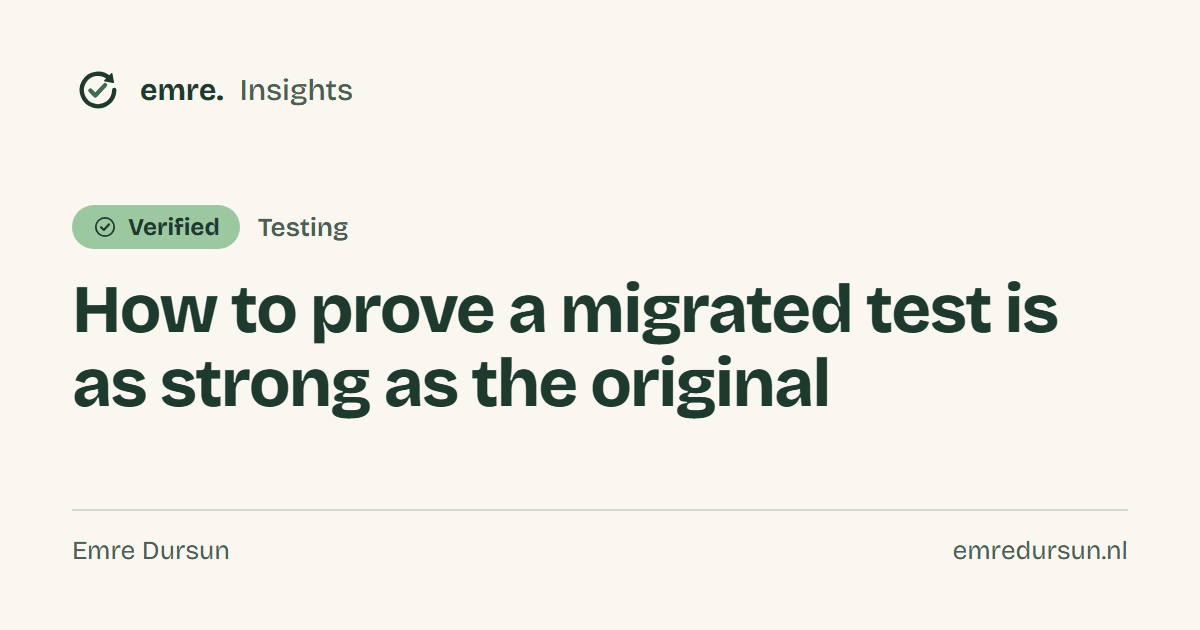 emre. Insights
Verified Testing
How to prove a migrated test is
as strong as the original
Emre Dursun
emredursun.nl